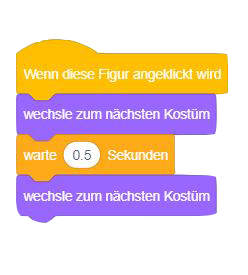 Wenn diese Figur angeklickt wird
wechsle zum nächsten Kostüm
warte 0.5 Sekunden
wechsle zum nächsten Kostüm